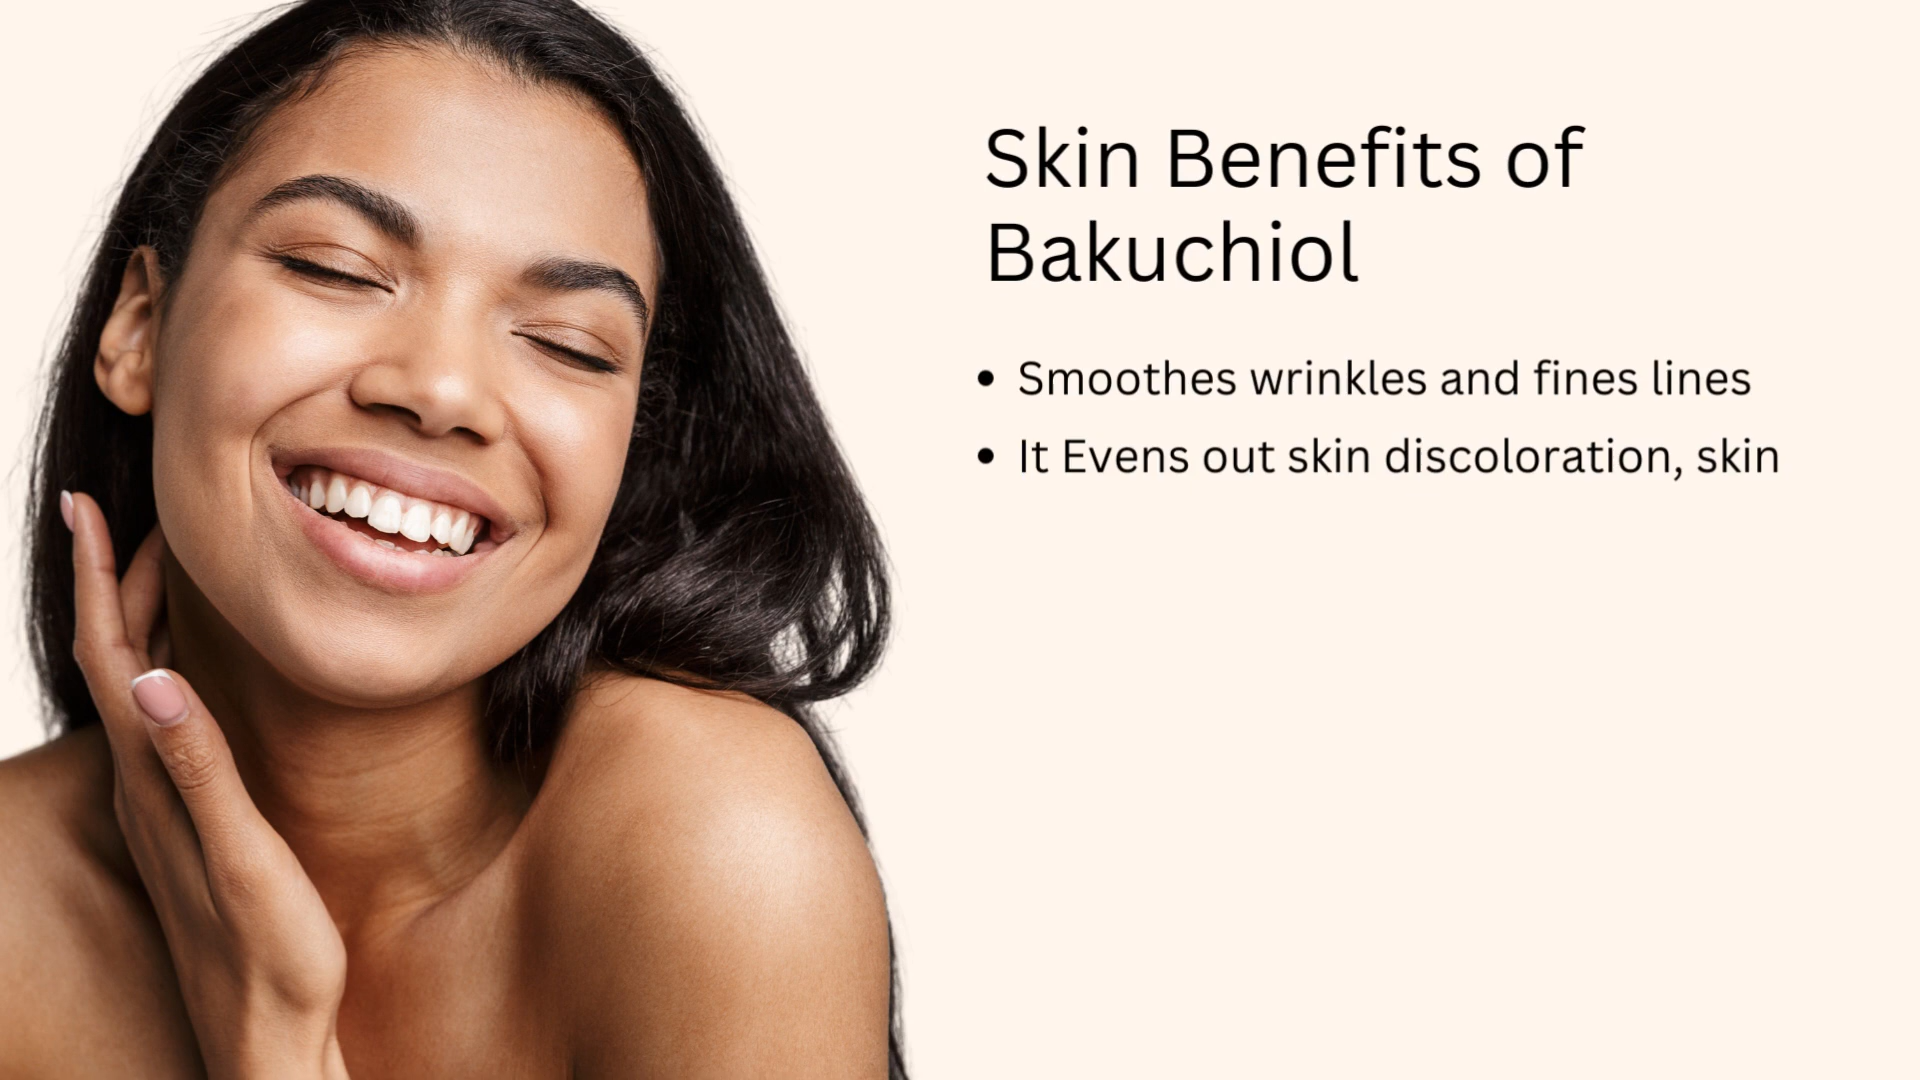 Skin Benefits of
Bakuchiol
• Smoothes wrinkles and fines lines
• It Evens out skin discoloration, skin